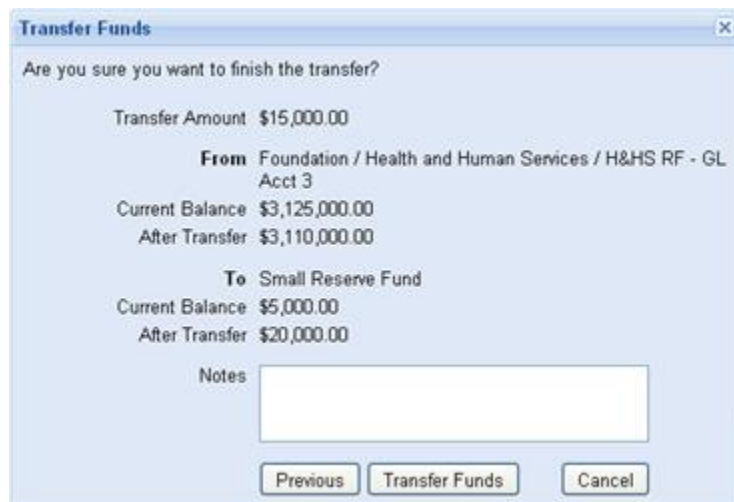 Transfer Funds
Are you sure you want to finish the transfer?
Transfer Amount $15,000.00
From Foundation / Health and Human Services / H&HS RF - GL
Acct 3
Current Balance $3,125,000.00
After Transfer $3,110,000.00
To Small Reserve Fund
Current Balance $5,000.00
After Transfer $20,000.00
Notes
Previous Transfer Funds Cancel